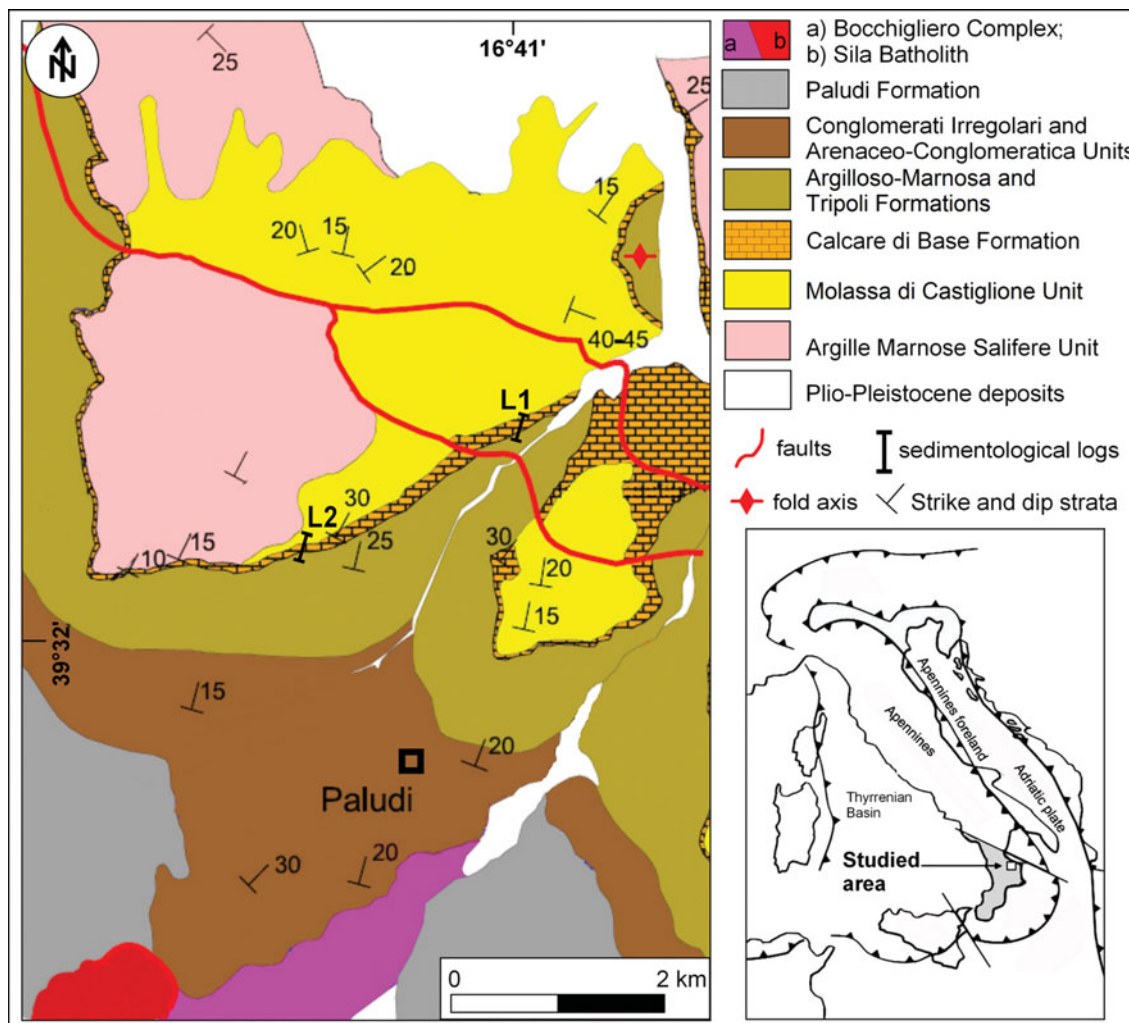 N
16°41'
25
25
15
20
15
20
40-45
L1
L2
30
25
15
10
30
20
15
39°32'
15
20
Paludi
30
20
0
2 km
a
b
a) Bocchigliero Complex;
b) Sila Batholith
Paludi Formation
Conglomerati Irregolari and
Arenaceo-Conglomeratica Units
Argilloso-Marnosa and
Tripoli Formations
Calcare di Base Formation
Molassa di Castiglione Unit
Argille Marnose Salifere Unit
Plio-Pleistocene deposits
faults
sedimentological logs
fold axis
Strike and dip strata
Apennines foreland
Apennines
Adriatic plate
Thyrrenian
Basin
Studied
area